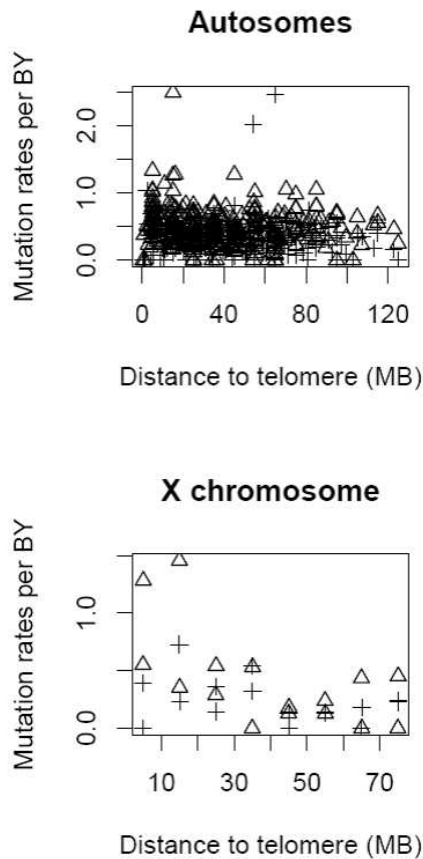 Autosomes
Mutation rates per BY
0.0 1.0 2.0
0 40 80 120
Distance to telomere (MB)
X chromosome
Mutation rates per BY
0.0 1.0
10 30 50 70
Distance to telomere (MB)